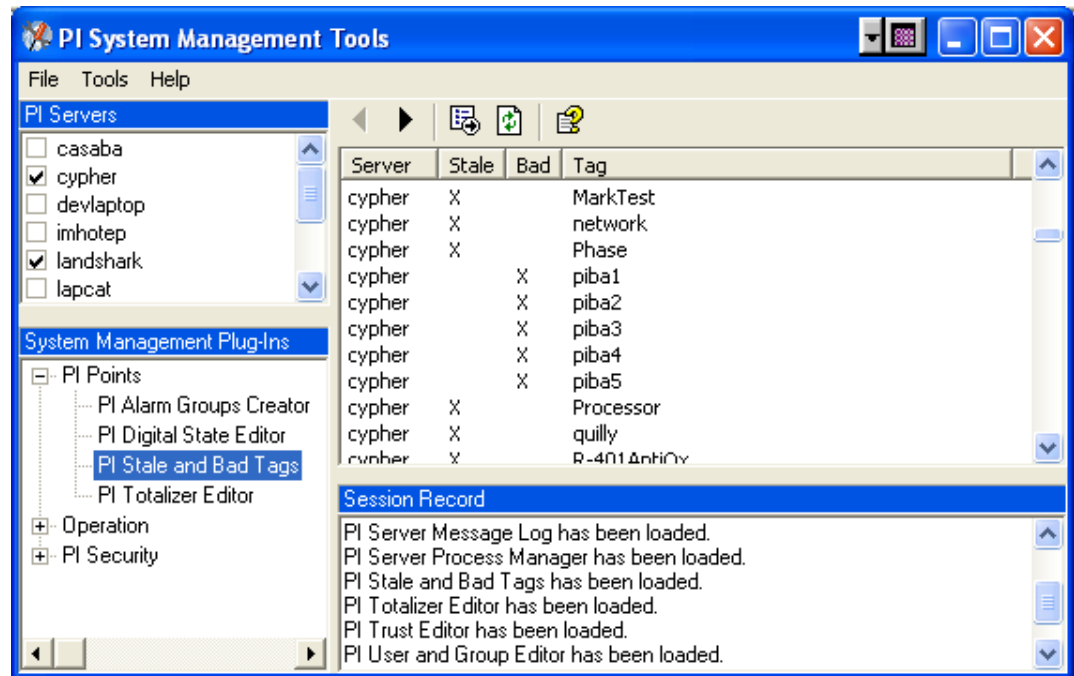 PI System Management Tools
File Tools Help
PI Servers
casaba
cypher
devlaptop
imhotep
landshark
lapcat
System Management Plug-Ins
PI Points
PI Alarm Groups Creator
PI Digital State Editor
PI Stale and Bad Tags
PI Totalizer Editor
Operation
PI Security
Server Stale Bad Tag
cypher X MarkTest
cypher X network
cypher X Phase
cypher X piba1
cypher X piba2
cypher X piba3
cypher X piba4
cypher X piba5
cypher X Processor
cypher X quilly
cypher X R-401AntiOx
Session Record
PI Server Message Log has been loaded.
PI Server Process Manager has been loaded.
PI Stale and Bad Tags has been loaded.
PI Totalizer Editor has been loaded.
PI Trust Editor has been loaded.
PI User and Group Editor has been loaded.